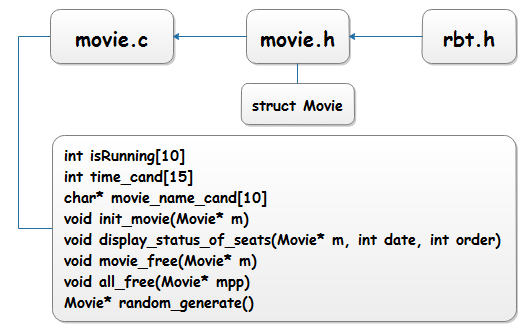 movie.c
movie.h
rbt.h
struct Movie
int isRunning[10]
int time_cand[15]
char* movie_name_cand[10]
void init_movie(Movie* m)
void display_status_of_seats(Movie* m, int date, int order)
void movie_free(Movie* m)
void all_free(Movie* mpp)
Movie* random_generate()